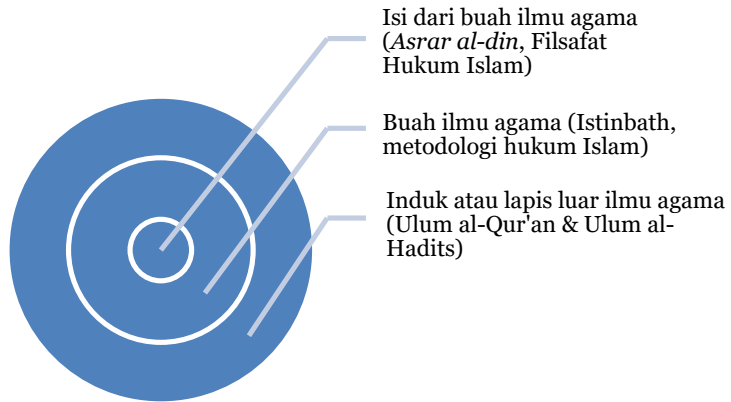 Isi dari buah ilmu agama
(Asrar al-din, Filsafat
Hukum Islam)
Buah ilmu agama (Istinbath,
metodologi hukum Islam)
Induk atau lapis luar ilmu agama
(Ulum al-Qur'an & Ulum al-
Hadits)